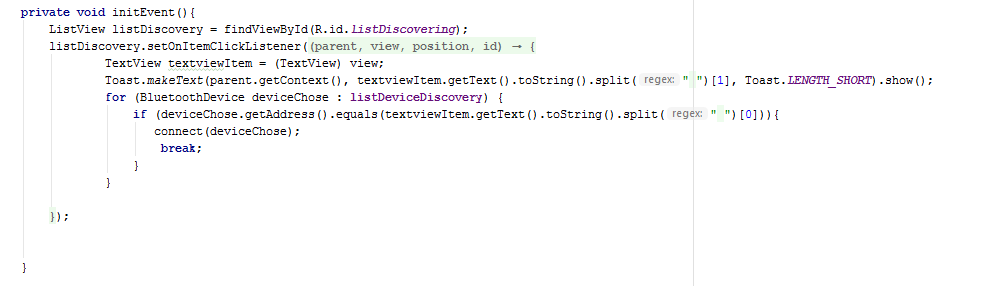 private void initEvent(){
ListView listDiscovery = findViewById(R.id.listDiscovering);
listDiscovery.setOnItemClickListener((parent, view, position, id) → {
TextView textviewItem = (TextView) view;
Toast.makeText(parent.getContext(), textviewItem.getText().toString().split( regex: " ")[1], Toast.LENGTH_SHORT).show();
for (BluetoothDevice deviceChose : listDeviceDiscovery) {
if (deviceChose.getAddress().equals(textviewItem.getText().toString().split( regex: " ")[0])){
connect(deviceChose);
break;
}
}
});
}